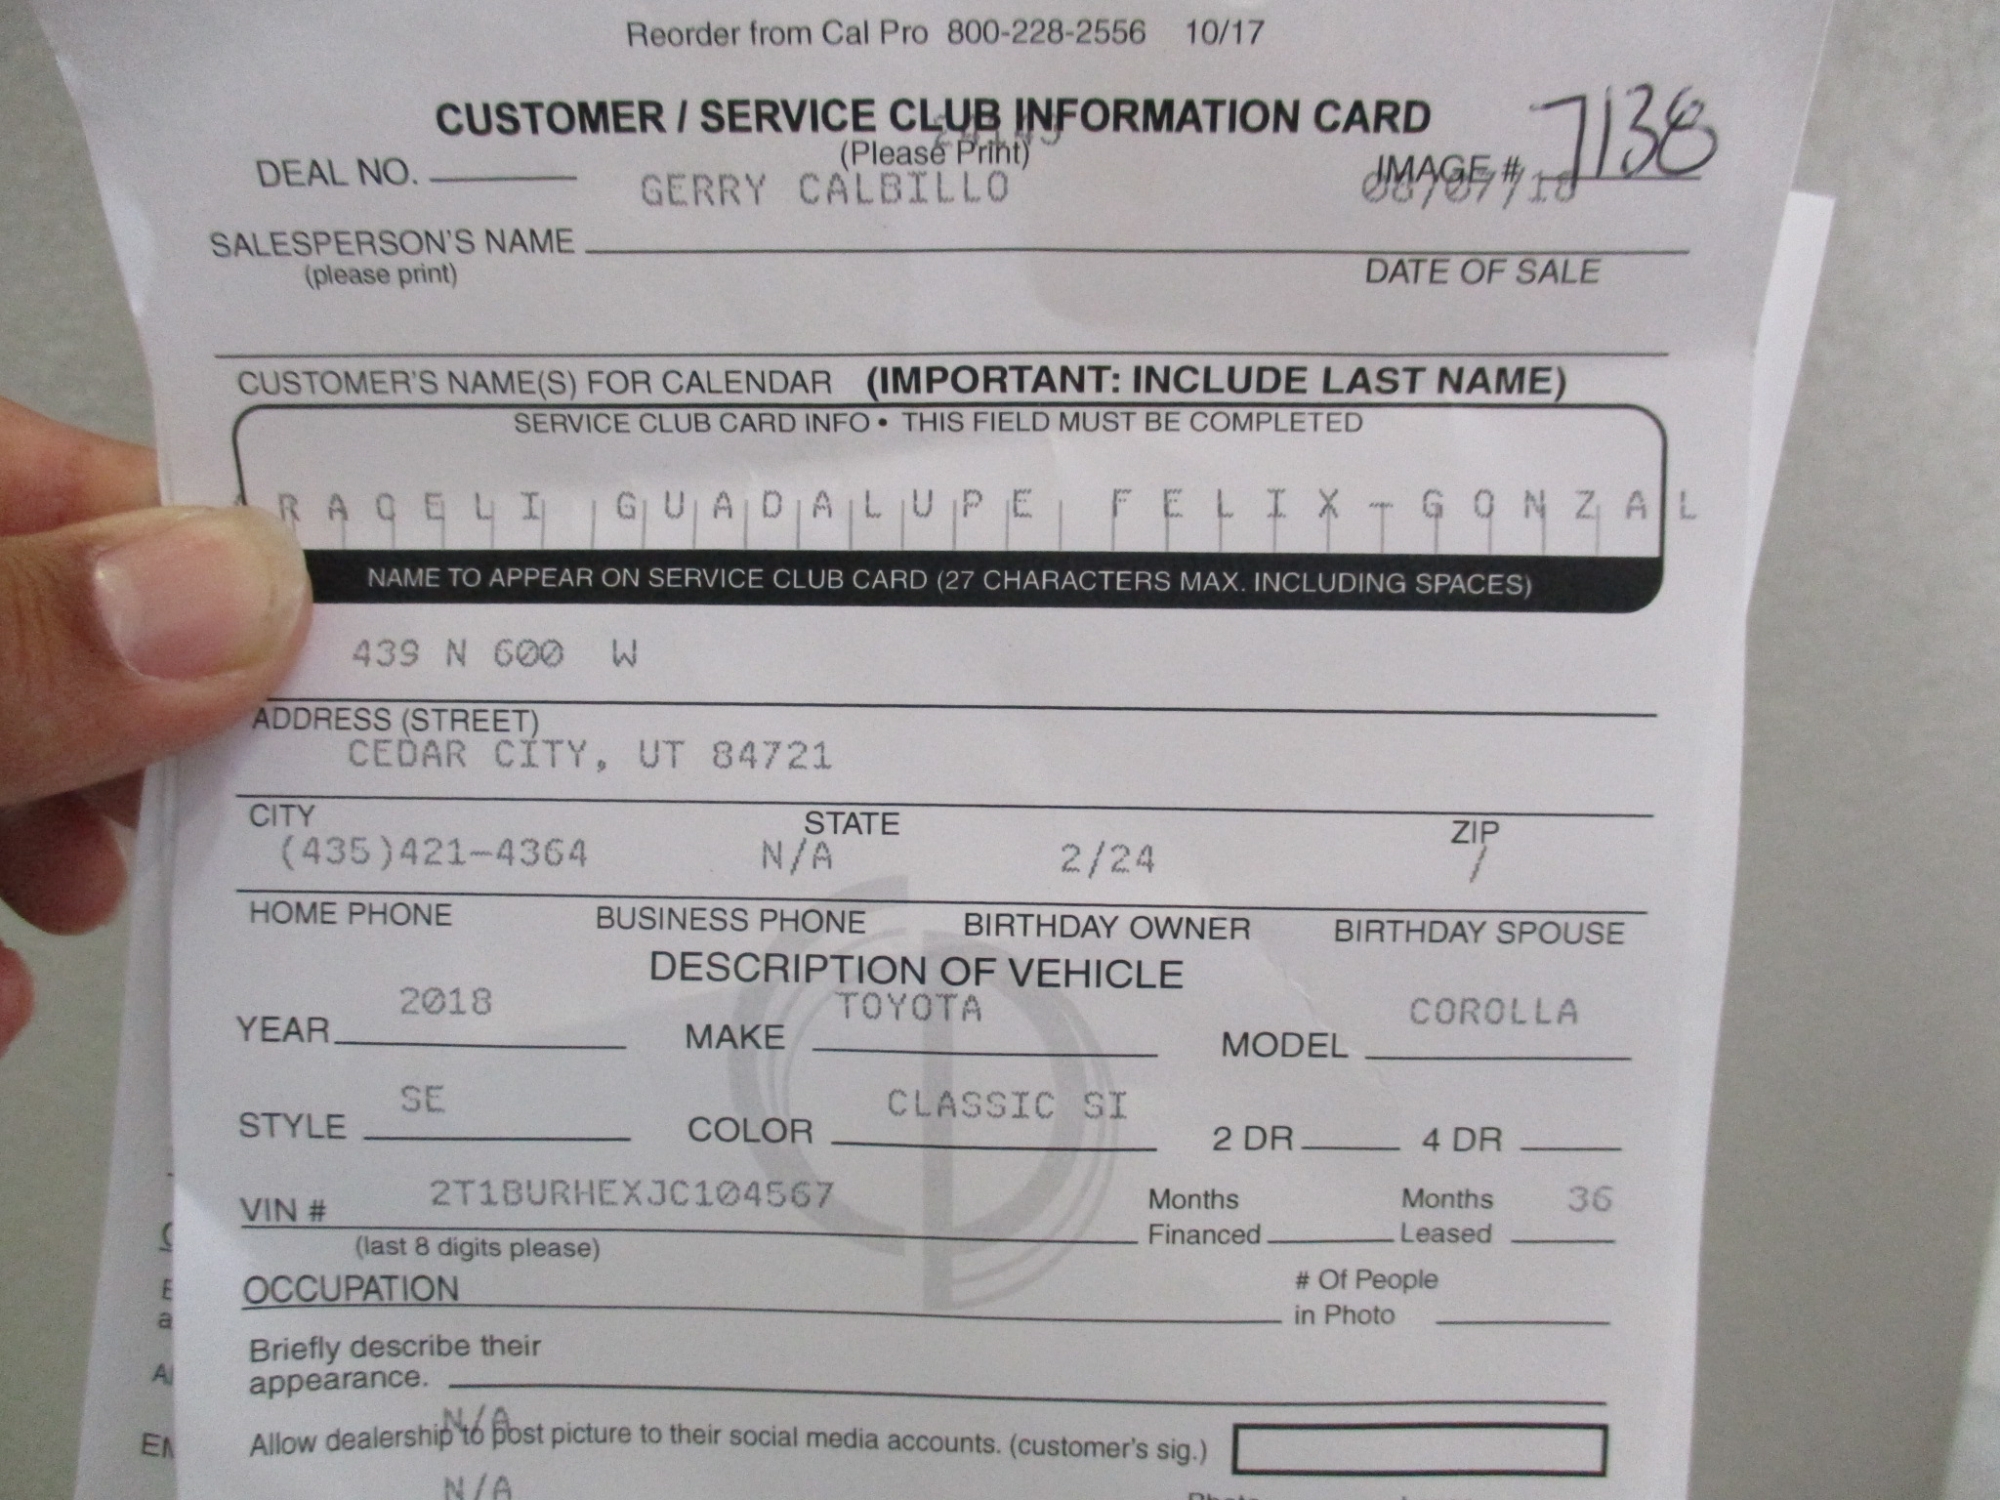 Reorder from Cal Pro 800-228-2556 10/17
CUSTOMER / SERVICE CLUB INFORMATION CARD
(Please Print)
DEAL NO.
IMAGE # 7138
GERRY CALBILLO
SALESPERSON'S NAME
(please print)
DATE OF SALE
CUSTOMER'S NAME(S) FOR CALENDAR (IMPORTANT: INCLUDE LAST NAME)
SERVICE CLUB CARD INFO • THIS FIELD MUST BE COMPLETED
RACELI GUADALUPE FELIX-GONZAL
NAME TO APPEAR ON SERVICE CLUB CARD (27 CHARACTERS MAX. INCLUDING SPACES)
439 N 600 W
ADDRESS (STREET)
CEDAR CITY, UT 84721
CITY STATE ZIP
(435)421-4364 N/A 2/24 /
HOME PHONE BUSINESS PHONE BIRTHDAY OWNER BIRTHDAY SPOUSE
DESCRIPTION OF VEHICLE
YEAR 2018 MAKE TOYOTA MODEL COROLLA
STYLE SE COLOR CLASSIC SI 2 DR 4 DR
VIN # 2T1BURHEXJC104567 Months Financed Months Leased 36
(last 8 digits please)
OCCUPATION # Of People in Photo
Briefly describe their
appearance.
N/A
Allow dealership to post picture to their social media accounts. (customer's sig.)
N/A